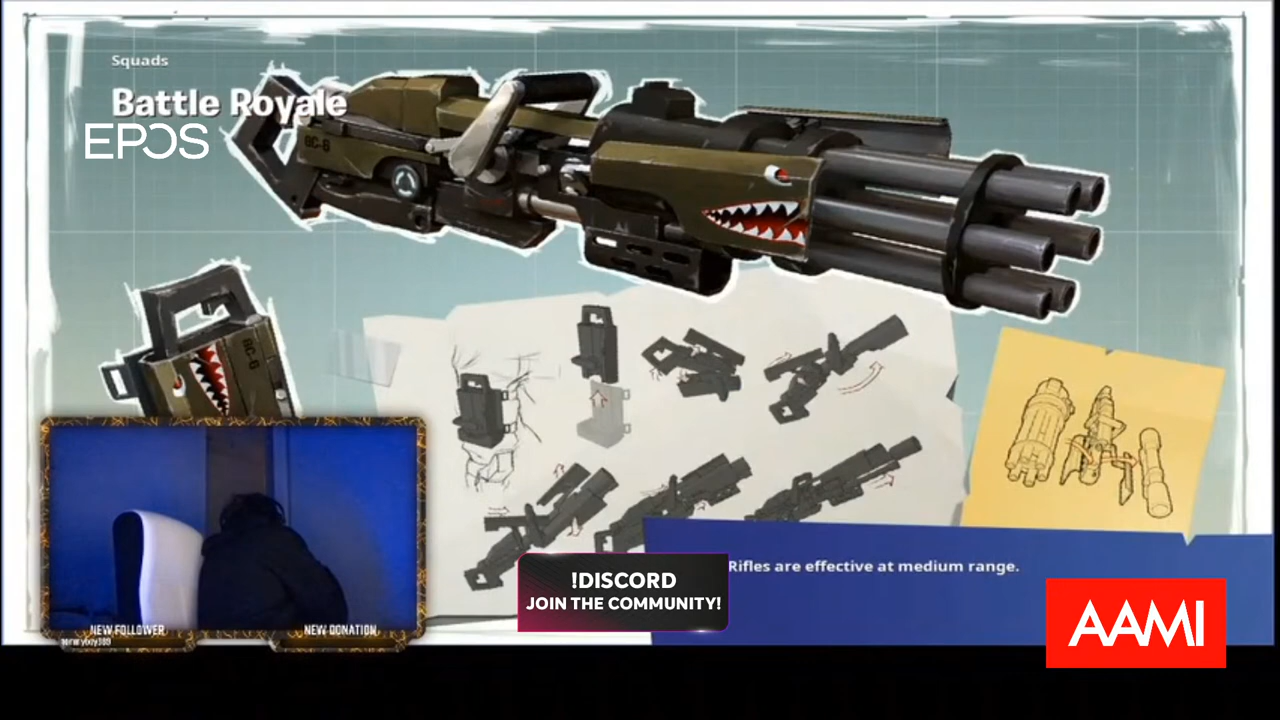 Squads
Battle Royale
EPOS
BC-6
BC-6
!DISCORD
JOIN THE COMMUNITY!
Rifles are effective at medium range.
AAMI
NEW FOLLOWER
NEW DONATION